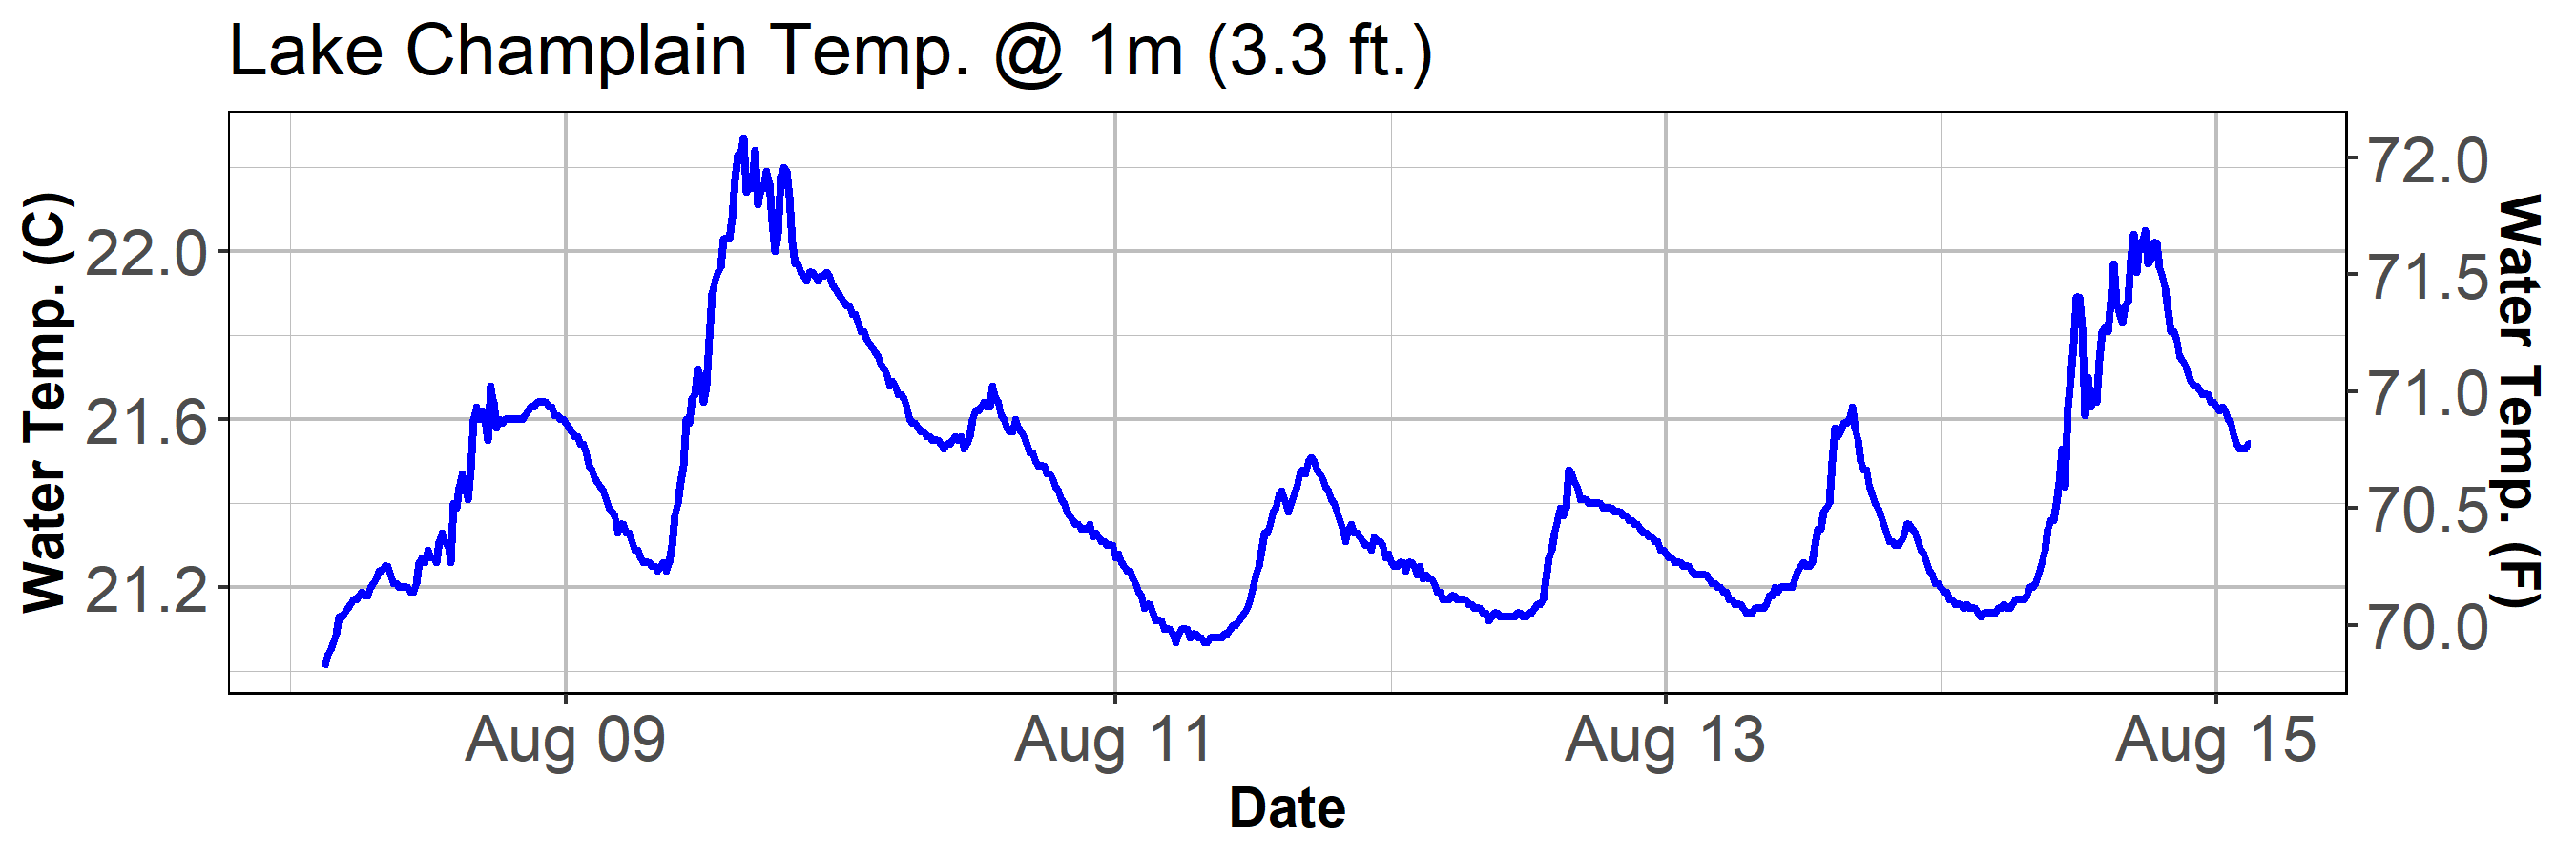 Lake Champlain Temp. @ 1m (3.3 ft.)
Water Temp. (C)
22.0
21.6
21.2
72.0
71.5
71.0
70.5
70.0
Water Temp. (F)
Aug 09
Aug 11
Aug 13
Aug 15
Date